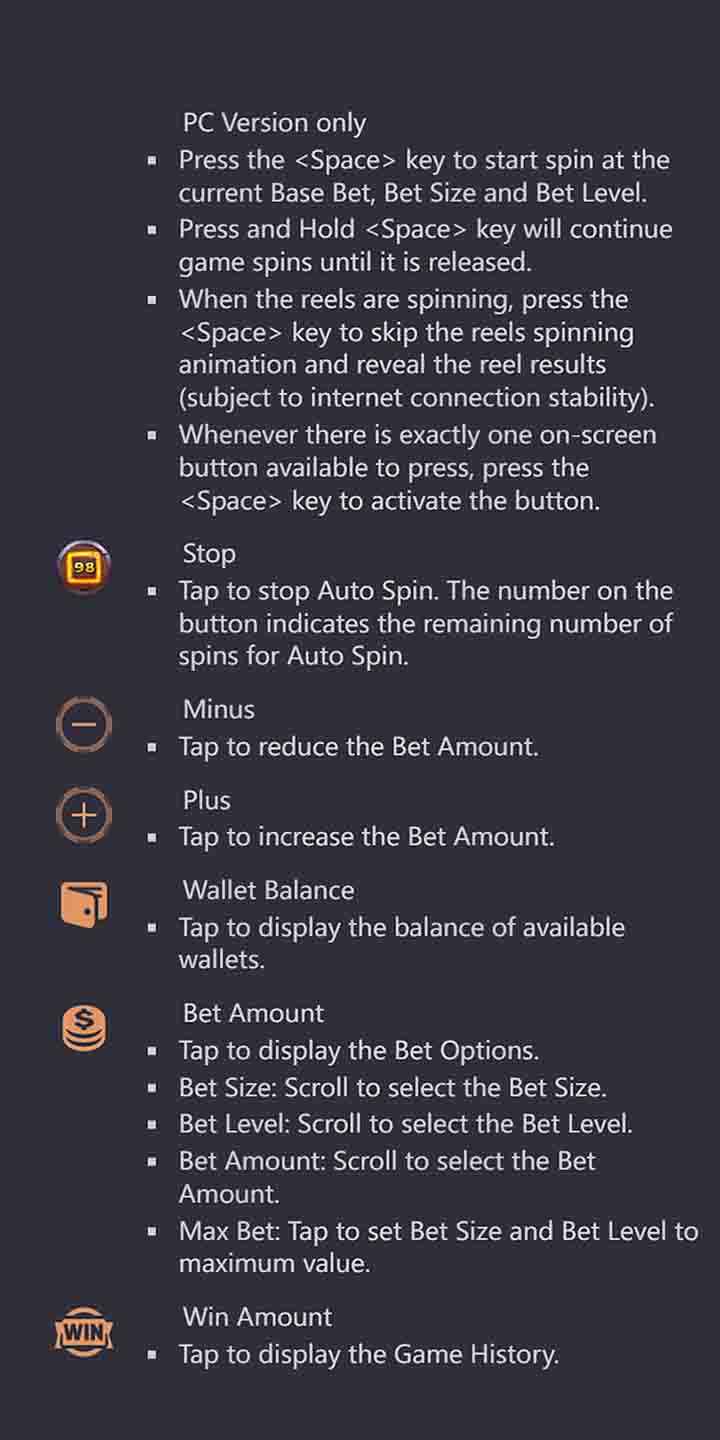 PC Version only
▪ Press the <Space> key to start spin at the
current Base Bet, Bet Size and Bet Level.
▪ Press and Hold <Space> key will continue
game spins until it is released.
▪ When the reels are spinning, press the
<Space> key to skip the reels spinning
animation and reveal the reel results
(subject to internet connection stability).
▪ Whenever there is exactly one on-screen
button available to press, press the
<Space> key to activate the button.
98
Stop
▪ Tap to stop Auto Spin. The number on the
button indicates the remaining number of
spins for Auto Spin.
Minus
▪ Tap to reduce the Bet Amount.
Plus
▪ Tap to increase the Bet Amount.
Wallet Balance
▪ Tap to display the balance of available
wallets.
$
Bet Amount
▪ Tap to display the Bet Options.
▪ Bet Size: Scroll to select the Bet Size.
▪ Bet Level: Scroll to select the Bet Level.
▪ Bet Amount: Scroll to select the Bet
Amount.
▪ Max Bet: Tap to set Bet Size and Bet Level to
maximum value.
WIN
Win Amount
▪ Tap to display the Game History.